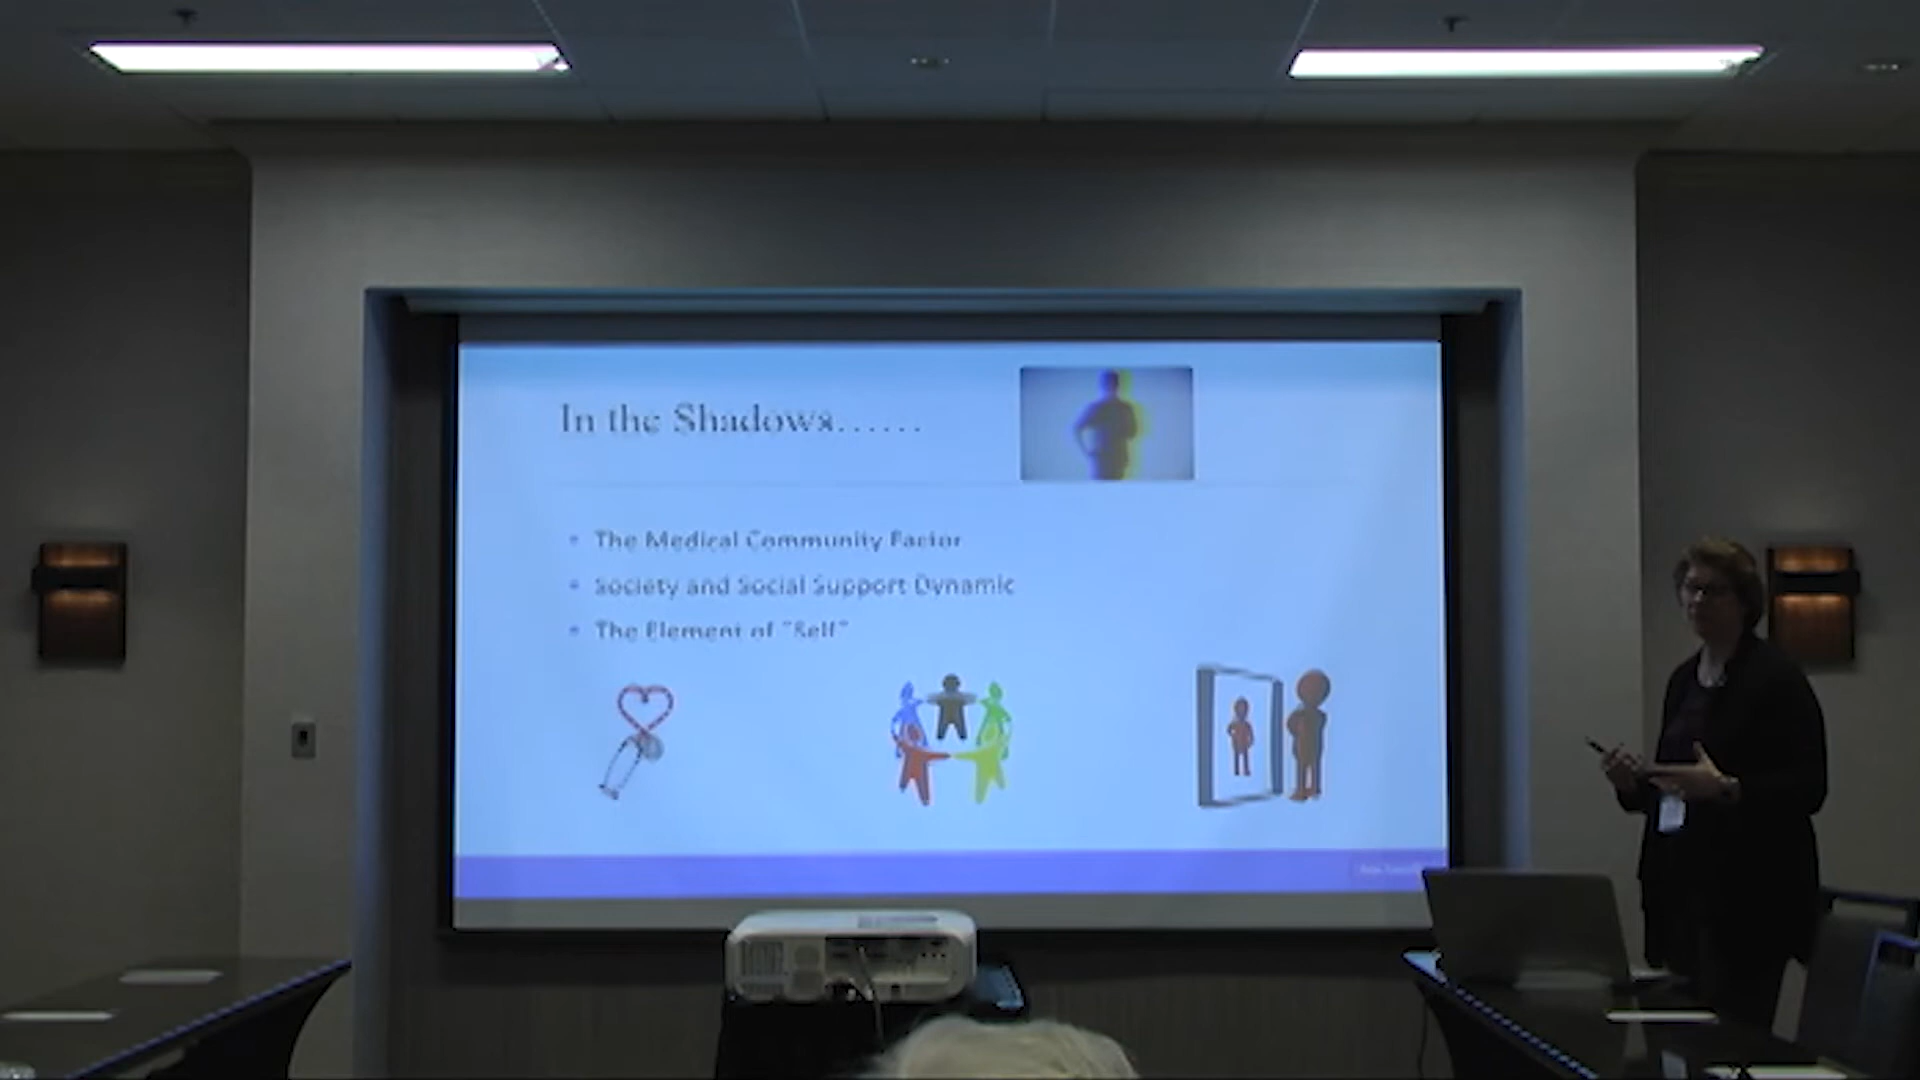 In the Shadows......
• The Medical Community Factor
• Society and Social Support Dynamic
• The Element of "Self"